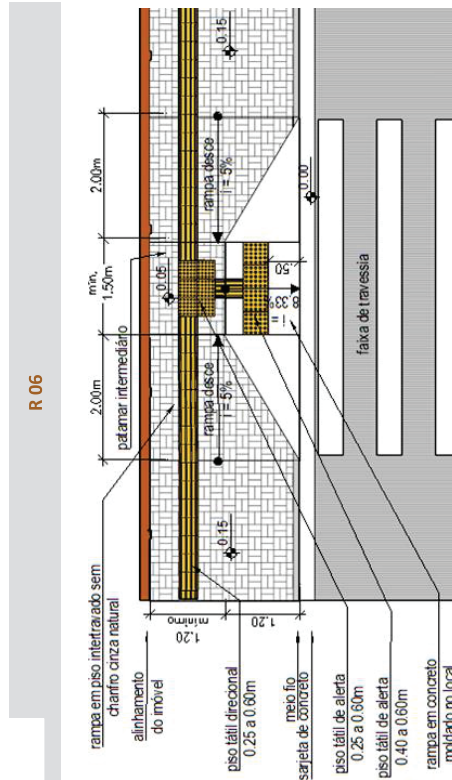 R 06
rampa em piso intertravado sem
chanfro cinza natural
alinhamento
do imóvel
piso tátil direcional
0.25 a 0.60m
meio fio
sarjeta de concreto
piso tátil de alerta
0.25 a 0.60m
piso tátil de alerta
0.40 a 0.60m
rampa em concreto
moldado no local
2.00m
mín.
1.50m
2.00m
patamar intermediário
0.15
0.05
0.15
0.00
rampa desce
i = 5%
rampa desce
i = 5%
i =
8.33%
.50
1.20
mínimo
1.20
faixa de travessia